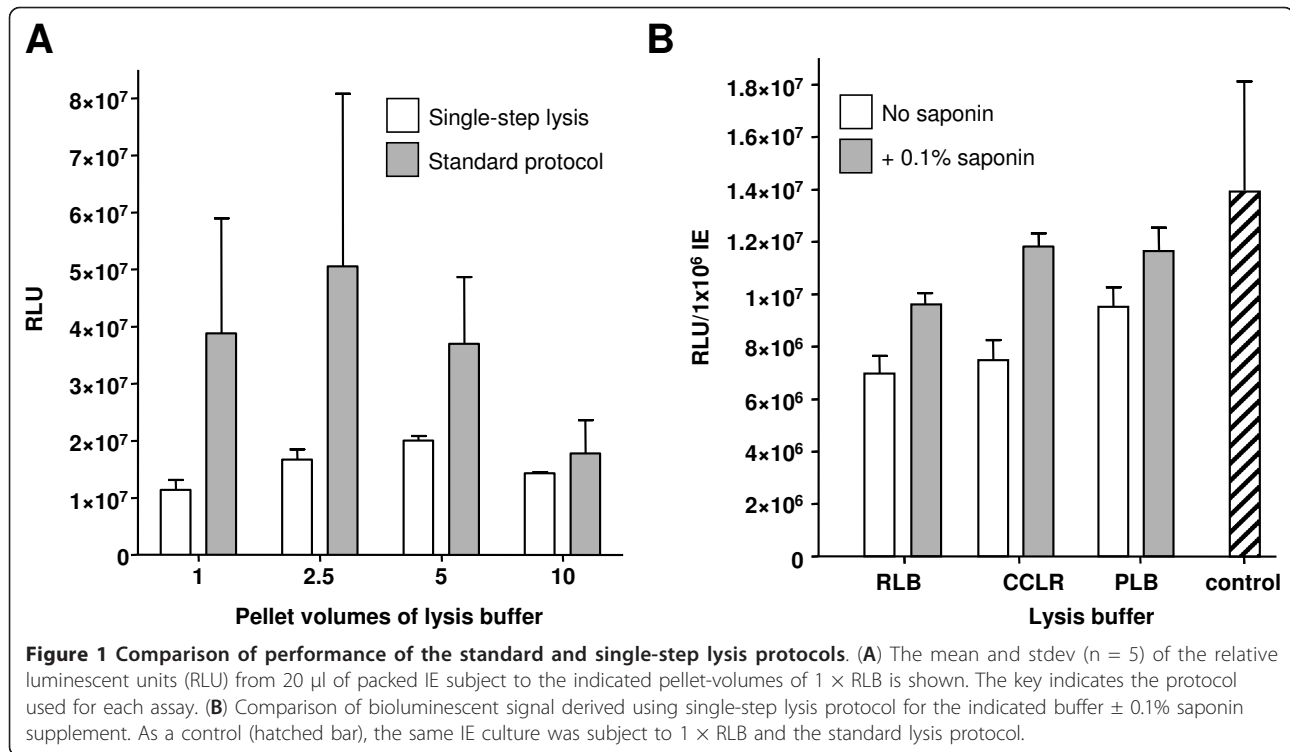 A
8×10⁷
7×10⁷
6×10⁷
5×10⁷
4×10⁷
3×10⁷
2×10⁷
1×10⁷
0
RLU
Single-step lysis
Standard protocol
1 2.5 5 10
Pellet volumes of lysis buffer
B
1.8×10⁷
1.6×10⁷
1.4×10⁷
1.2×10⁷
1×10⁷
8×10⁶
6×10⁶
4×10⁶
2×10⁶
0
RLU/1x10⁶ IE
No saponin
+ 0.1% saponin
RLB CCLR PLB control
Lysis buffer
Figure 1 Comparison of performance of the standard and single-step lysis protocols. (A) The mean and stdev (n = 5) of the relative
luminescent units (RLU) from 20 μl of packed IE subject to the indicated pellet-volumes of 1 × RLB is shown. The key indicates the protocol
used for each assay. (B) Comparison of bioluminescent signal derived using single-step lysis protocol for the indicated buffer ± 0.1% saponin
supplement. As a control (hatched bar), the same IE culture was subject to 1 × RLB and the standard lysis protocol.